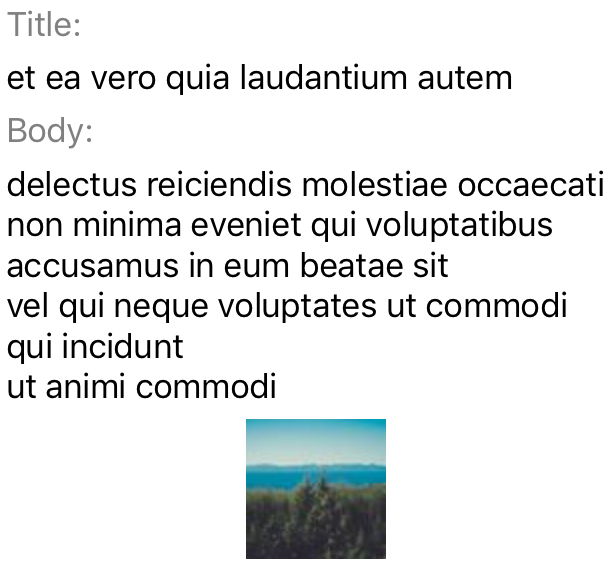 Title:
et ea vero quia laudantium autem
Body:
delectus reiciendis molestiae occaecati
non minima eveniet qui voluptatibus
accusamus in eum beatae sit
vel qui neque voluptates ut commodi
qui incidunt
ut animi commodi